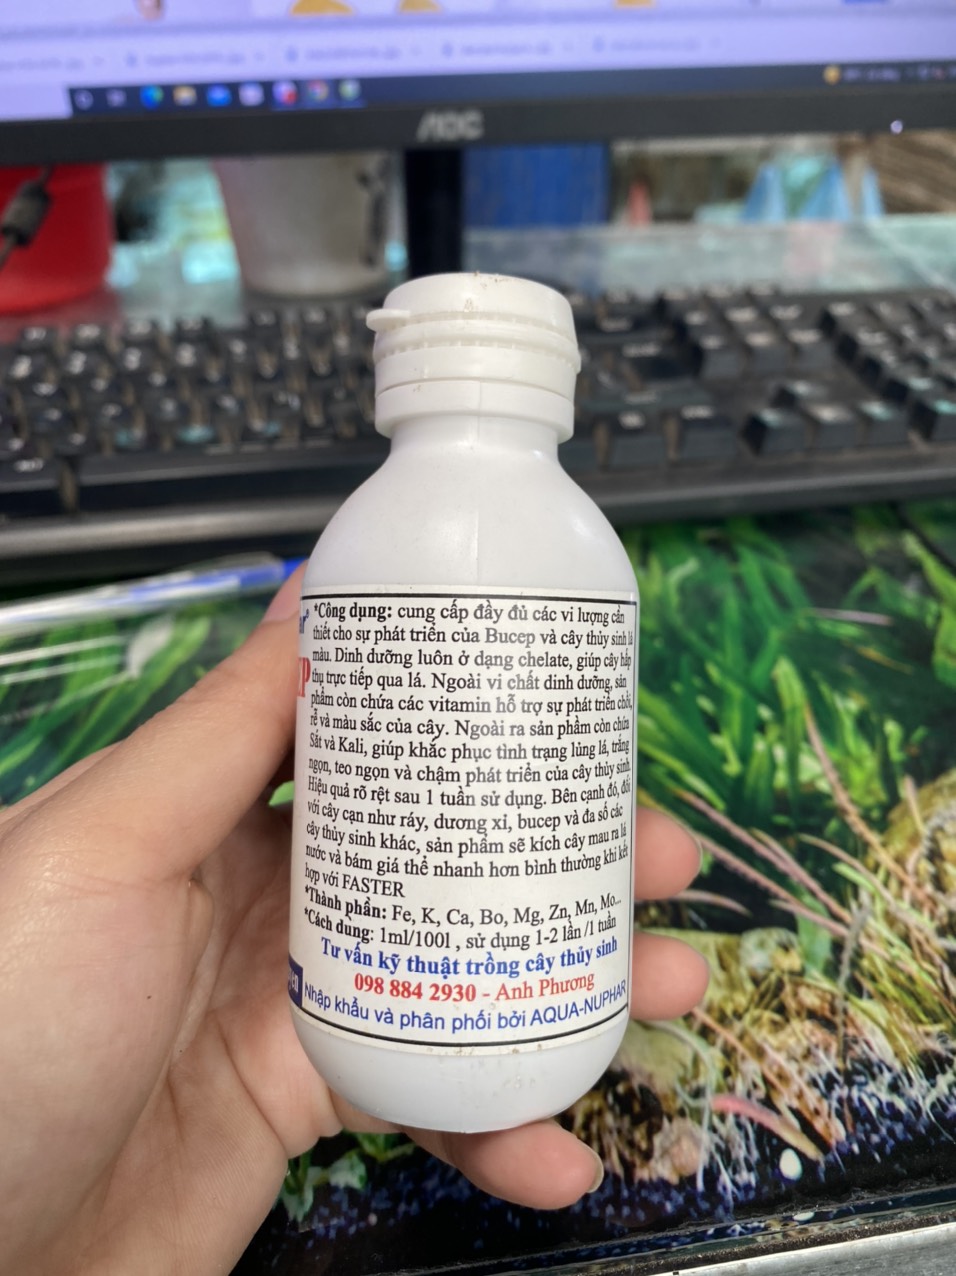 AOC
*Công dụng: cung cấp đầy đủ các vi lượng cần
thiết cho sự phát triển của Bucep và cây thủy sinh lá
màu. Dinh dưỡng luôn ở dạng chelate, giúp cây hấp
thụ trực tiếp qua lá. Ngoài vi chất dinh dưỡng, sản
phẩm còn chứa các vitamin hỗ trợ sự phát triển chồi,
rễ và màu sắc của cây. Ngoài ra sản phẩm còn chứa
Sắt và Kali, giúp khắc phục tình trạng lủng lá, trắng
ngọn, teo ngọn và chậm phát triển của cây thủy sinh.
Hiệu quả rõ rệt sau 1 tuần sử dụng. Bên cạnh đó, đối
với cây cạn như ráy, dương xỉ, bucep và đa số các
cây thủy sinh khác, sản phẩm sẽ kích cây mau ra lá
nước và bám giá thể nhanh hơn bình thường khi kết
hợp với FASTER
*Thành phần: Fe, K, Ca, Bo, Mg, Zn, Mn, Mo...
*Cách dùng: 1ml/100l , sử dụng 1-2 lần /1 tuần
Tư vấn kỹ thuật trồng cây thủy sinh
098 884 2930 - Anh Phương
Nhập khẩu và phân phối bởi AQUA-NUPHAR